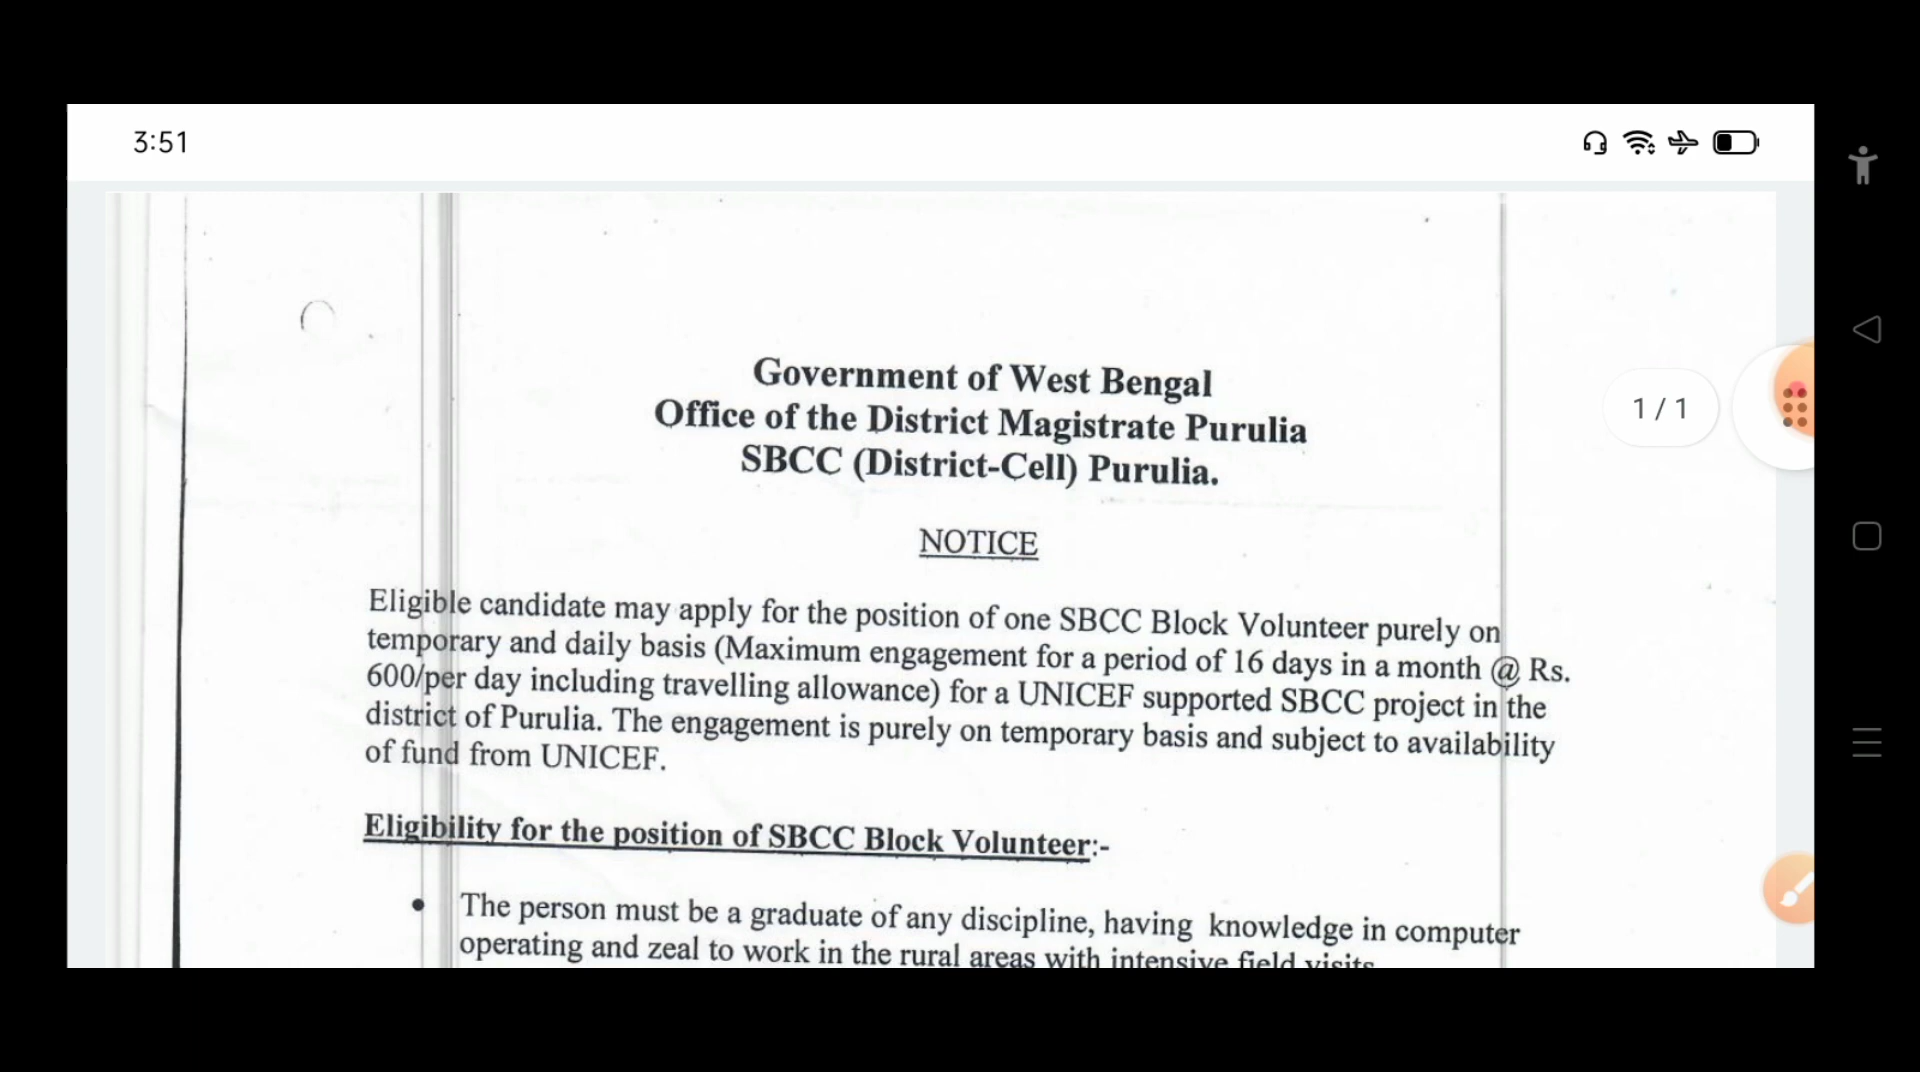 3:51
1 / 1
Government of West Bengal
Office of the District Magistrate Purulia
SBCC (District-Cell) Purulia.
NOTICE
Eligible candidate may apply for the position of one SBCC Block Volunteer purely on
temporary and daily basis (Maximum engagement for a period of 16 days in a month @ Rs.
600/per day including travelling allowance) for a UNICEF supported SBCC project in the
district of Purulia. The engagement is purely on temporary basis and subject to availability
of fund from UNICEF.
Eligibility for the position of SBCC Block Volunteer:-
• The person must be a graduate of any discipline, having knowledge in computer
operating and zeal to work in the rural areas with intensive field visits